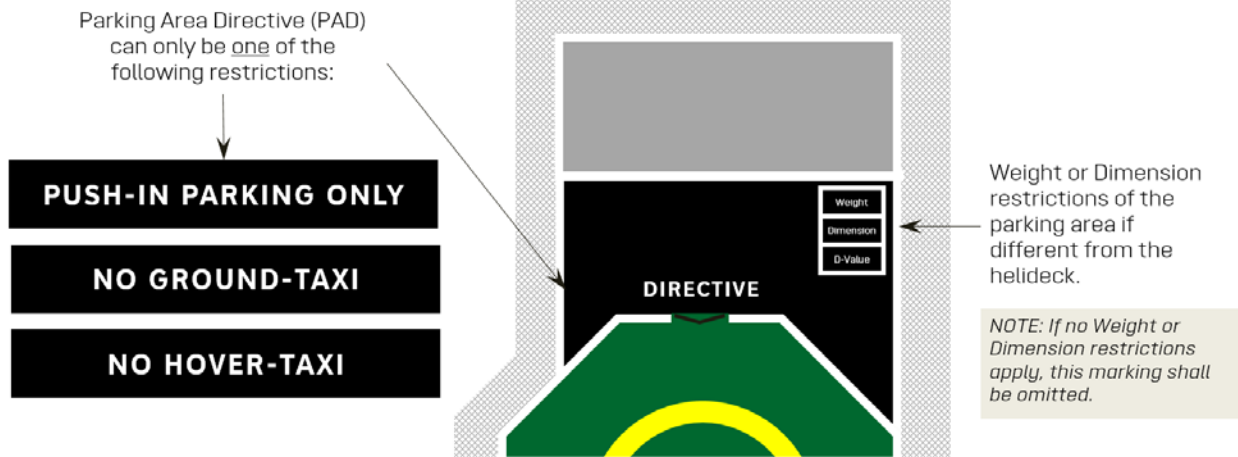 Parking Area Directive (PAD)
can only be one of the
following restrictions:
PUSH-IN PARKING ONLY
NO GROUND-TAXI
NO HOVER-TAXI
Weight
Dimension
D-Value
DIRECTIVE
Weight or Dimension
restrictions of the
parking area if
different from the
helideck.
NOTE: If no Weight or
Dimension restrictions
apply, this marking shall
be omitted.